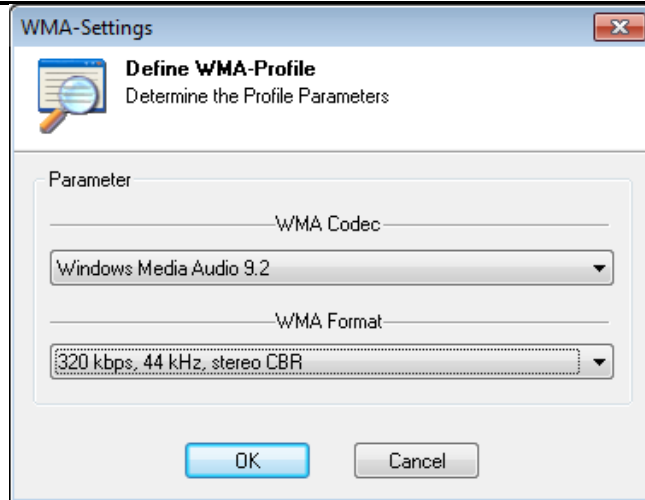 WMA-Settings
Define WMA-Profile
Determine the Profile Parameters
Parameter
WMA Codec
Windows Media Audio 9.2
WMA Format
320 kbps, 44 kHz, stereo CBR
OK
Cancel